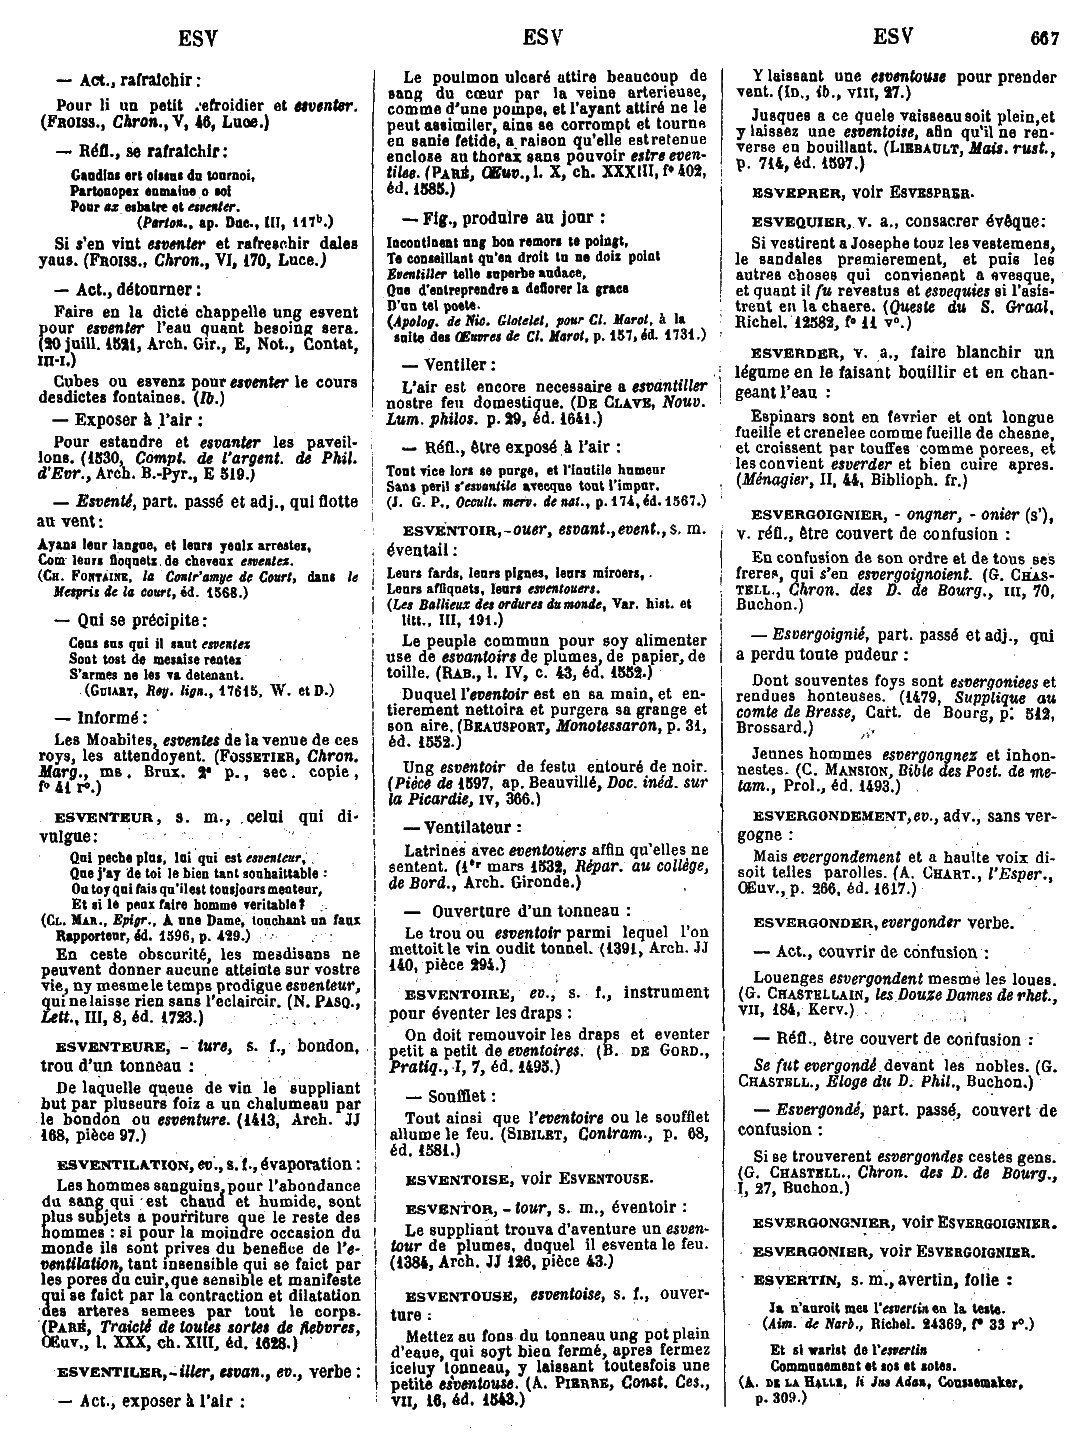 ESV
ESV
ESV
667
— Act., rafraîchir :
Pour li un petit refroidier et esventer.
(FROISS., Chron., V, 46, Luce.)
— Réfl., se rafraîchir :
Gaudins ert oissus du tornoi,
Partonopex enmaine o soi
Pour az esbatre et esventer.
(Parton., ap. Duc., III, 117ᵇ.)
Si s'en vint esventer et rafreschir dales
yaus. (FROISS., Chron., VI, 170, Luce.)
— Act., détourner :
Faire en la dicte chappelle ung esvent
pour esventer l'eau quant besoing sera.
(20 juill. 1521, Arch. Gir., E, Not., Contat,
III-I.)
Cubes ou esvenz pour esventer le cours
desdictes fontaines. (Ib.)
— Exposer à l'air :
Pour estandre et esvanter les paveil-
lons. (1530, Compt. de l'argent. de Phil.
d'Evr., Arch. B.-Pyr., E 519.)
— Esventé, part. passé et adj., qui flotte
au vent :
Ayans leur langue, et leurs yeulx arrestez,
Com leurs floquetz de cheveux esventez.
(CH. FONTAINE, la Contr'amye de Court, dans le
Mespris de la court, éd. 1568.)
— Qui se précipite :
Ceus sus qui il saut esventez
Sont tost de mesaise rentez
S'armes ne les va detenant.
(GUIART, Roy. lign., 17615, W. et D.)
— Informé :
Les Moabites, esventes de la venue de ces
roys, les attendoyent. (FOSSETIER, Chron.
Marg., ms. Brux. 2ᵉ p., sec. copie,
f° 41 r°.)
ESVENTEUR, s. m., celui qui di-
vulgue :
Qui peche plus, lui qui est esventeur,
Que j'ay de toi le bien tant souhaittable :
Ou toy qui fais qu'il est tousjours menteur,
Et si le peux faire homme veritable ?
(CL. MAR., Epigr., A une Dame, touchant un faux
Rapporteur, éd. 1596, p. 429.)
En ceste obscurité, les mesdisans ne
peuvent donner aucune atteinte sur vostre
vie, ny mesme le temps prodigue esventeur,
qui ne laisse rien sans l'eclaircir. (N. PASQ.,
Lett., III, 8, éd. 1723.)
ESVENTEURE, - ture, s. f., bondon,
trou d'un tonneau :
De laquelle queue de vin le suppliant
but par pluseurs foiz a un chalumeau par
le bondon ou esventure. (1413, Arch. JJ
168, pièce 97.)
ESVENTILATION, ev., s. f., évaporation :
Les hommes sanguins, pour l'abondance
du sang qui est chaud et humide, sont
plus subjets a pourriture que le reste des
hommes : si pour la moindre occasion du
monde ils sont prives du benefice de l'e-
ventilation, tant insensible qui se faict par
les pores du cuir, que sensible et manifeste
qui se faict par la contraction et dilatation
des arteres semees par tout le corps.
(PARÉ, Traicté de toutes sortes de fiebvres,
Œuv., l. XXX, ch. XIII, éd. 1628.)
ESVENTILER, - iller, esvan., ev., verbe :
— Act., exposer à l'air :
Le poulmon ulcaré attire beaucoup de
sang du cœur par la veine arterieuse,
comme d'une pompe, et l'ayant attiré ne le
peut assimiler, ains se corrompt et tourne
en sanie fetide, a raison qu'elle est retenue
enclose au thorax sans pouvoir estre even-
tilee. (PARÉ, Œuv., l. X, ch. XXXIII, f° 402,
éd. 1585.)
— Fig., produire au jour :
Incontinent ung bon remors te poingt,
Te conseillant qu'en droit tu ne doiz point
Eventiller telle superbe audace,
Que d'entreprendre a deflorer la grace
D'un tel poete.
(Apolog. de Nic. Glotelet, pour Cl. Marot, à la
suite des Œuvres de Cl. Marot, p. 157, éd. 1731.)
— Ventiler :
L'air est encore necessaire a esvantiller
nostre feu domestique. (DE CLAVE, Nouv.
Lum. philos. p. 29, éd. 1641.)
— Réfl., être exposé à l'air :
Tout vice lors se purge, et l'inutile humeur
Sans peril s'esvantile avecque tout l'impur.
(J. G. P., Occult. merv. de nat., p. 174, éd. 1567.)
ESVENTOIR, - ouer, esvant., event., s. m.
éventail :
Leurs fards, leurs pignes, leurs miroers,
Leurs affiquets, leurs esventouers.
(Les Ballieux des ordures du monde, Var. hist. et
litt., III, 191.)
Le peuple commun pour soy alimenter
use de esvantoirs de plumes, de papier, de
toille. (RAB., l. IV, c. 43, éd. 1552.)
Duquel l'eventoir est en sa main, et en-
tierement nettoira et purgera sa grange et
son aire. (BEAUSPORT, Monotessaron, p. 31,
éd. 1552.)
Ung esventoir de festu entouré de noir.
(Pièce de 1597, ap. Beauvillé, Doc. inéd. sur
la Picardie, IV, 366.)
— Ventilateur :
Latrines avec eventouers affin qu'elles ne
sentent. (1ᵉʳ mars 1532, Répar. au collège,
de Bord., Arch. Gironde.)
— Ouverture d'un tonneau :
Le trou ou esventoir parmi lequel l'on
mettoit le vin oudit tonnel. (1391, Arch. JJ
140, pièce 294.)
ESVENTOIRE, ev., s. f., instrument
pour éventer les draps :
On doit remouvoir les draps et eventer
petit a petit de eventoires. (B. DE GORD.,
Pratiq., I, 7, éd. 1495.)
— Soufflet :
Tout ainsi que l'eventoire ou le soufflet
allume le feu. (SIBILET, Contram., p. 68,
éd. 1581.)
ESVENTOISE, voir ESVENTOUSE.
ESVENTOR, - tour, s. m., éventoir :
Le suppliant trouva d'aventure un esven-
tour de plumes, duquel il esventa le feu.
(1384, Arch. JJ 126, pièce 43.)
ESVENTOUSE, esventoise, s. f., ouver-
ture :
Mettez au fons du tonneau ung pot plain
d'eaue, qui soyt bien fermé, apres fermez
iceluy tonneau, y laissant toutesfois une
petite esventouse. (A. PIERRE, Const. Ces.,
VII, 16, éd. 1543.)
Y laissant une esventouse pour prender
vent. (ID., ib., VIII, 27.)
Jusques a ce quele vaisseau soit plein, et
y laissez une esventoise, afin qu'il ne ren-
verse en bouillant. (LIEBAULT, Mais. rust.,
p. 714, éd. 1597.)
ESVEPRER, voir ESVESPRER.
ESVEQUIER, v. a., consacrer évêque :
Si vestirent a Josephe touz les vestemens,
le sandales premierement, et puis les
autres choses qui convienent a evesque,
et quant il fu revestus et esvequies si l'asis-
trent en la chaere. (Queste du S. Graal,
Richel. 12582, f° 11 v°.)
ESVERDER, v. a., faire blanchir un
légume en le faisant bouillir et en chan-
geant l'eau :
Espinars sont en fevrier et ont longue
fueille et crenelee comme fueille de chesne,
et croissent par touffes comme porees, et
les convient esverder et bien cuire apres.
(Ménagier, II, 44, Biblioph. fr.)
ESVERGOIGNIER, - ongner, - onier (s'),
v. réfl., être couvert de confusion :
En confusion de son ordre et de tous ses
freres, qui s'en esvergoignoient. (G. CHAS-
TELL., Chron. des D. de Bourg., III, 70,
Buchon.)
— Esvergoignié, part. passé et adj., qui
a perdu toute pudeur :
Dont souventes foys sont esvergoniees et
rendues honteuses. (1479, Supplique au
comte de Bresse, Cart. de Bourg, p. 512,
Brossard.)
Jennes hommes esvergongnez et inhon-
nestes. (C. MANSION, Bible des Poet. de me-
tam., Prol., éd. 1493.)
ESVERGONDEMENT, ev., adv., sans ver-
gogne :
Mais evergondement et a haulte voix di-
soit telles parolles. (A. CHART., l'Esper.,
Œuv., p. 266, éd. 1617.)
ESVERGONDER, evergonder verbe.
— Act., couvrir de confusion :
Louenges esvergondent mesme les loues.
(G. CHASTELLAIN, les Douze Dames de rhet.,
VII, 184, Kerv.)
— Réfl., être couvert de confusion :
Se fut evergondé devant les nobles. (G.
CHASTELL., Eloge du D. Phil., Buchon.)
— Esvergondé, part. passé, couvert de
confusion :
Si se trouverent esvergondes cestes gens.
(G. CHASTELL., Chron. des D. de Bourg.,
I, 27, Buchon.)
ESVERGONGNIER, voir ESVERGOIGNIER.
ESVERGONIER, voir ESVERGOIGNIER.
ESVERTIN, s. m., avertin, folie :
Ja n'auroit mes l'esvertin en la teste.
(Aim. de Narb., Richel. 24369, f° 33 r°.)
Et si warist de l'esvertin
Communement et sos et sotes.
(A. DE LA HALLE, li Jus Adan, Coussemaker,
p. 309.)